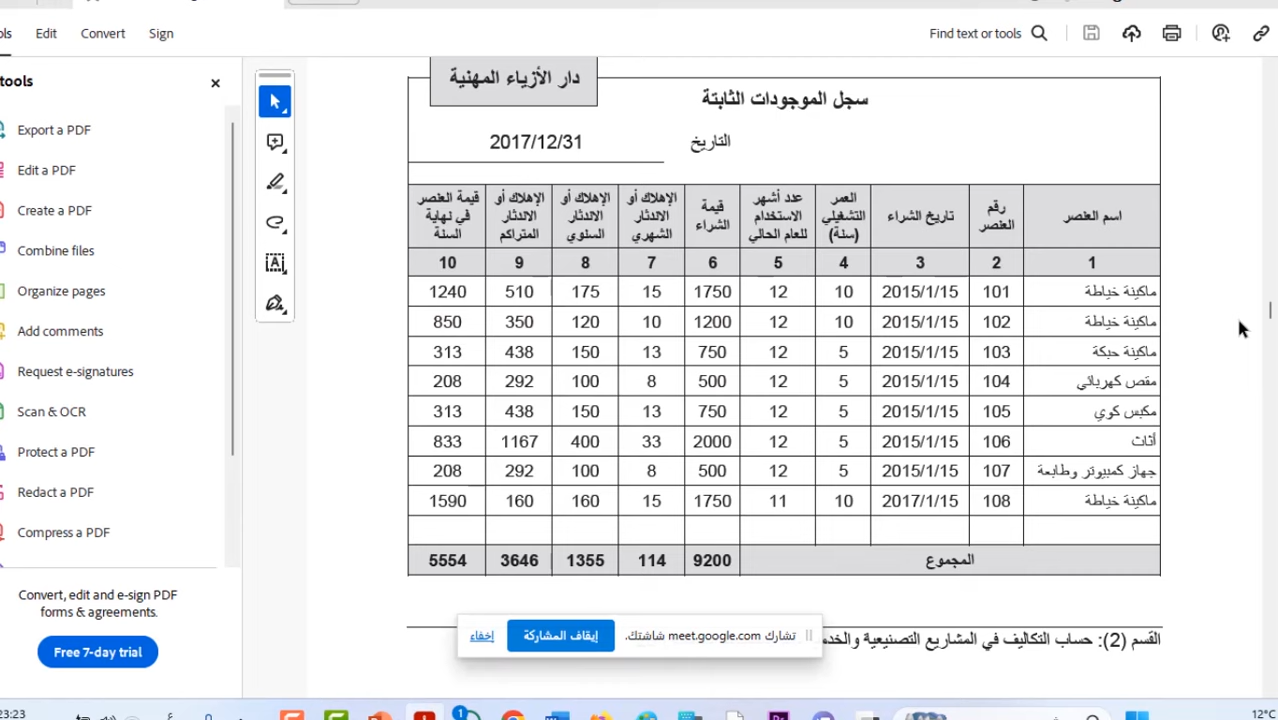 Edit Convert Sign
Find text or tools
tools
Export a PDF
Edit a PDF
Create a PDF
Combine files
Organize pages
Add comments
Request e-signatures
Scan & OCR
Protect a PDF
Redact a PDF
Compress a PDF
Convert, edit and e-sign PDF
forms & agreements.
Free 7-day trial
دار الأزياء المهنية
سجل الموجودات الثابتة
التاريخ 2017/12/31
اسم العنصر رقم العنصر تاريخ الشراء العمر التشغيلي (سنة) عدد أشهر الاستخدام للعام الحالي قيمة الشراء الإهلاك أو الاندثار الشهري الإهلاك أو الاندثار السنوي الإهلاك أو الاندثار المتراكم قيمة العنصر في نهاية السنة
1 2 3 4 5 6 7 8 9 10
ماكينة خياطة 101 2015/1/15 10 12 1750 15 175 510 1240
ماكينة خياطة 102 2015/1/15 10 12 1200 10 120 350 850
ماكينة حبكة 103 2015/1/15 5 12 750 13 150 438 313
مقص كهربائي 104 2015/1/15 5 12 500 8 100 292 208
مكبس كوي 105 2015/1/15 5 12 750 13 150 438 313
أثاث 106 2015/1/15 5 12 2000 33 400 1167 833
جهاز كمبيوتر وطابعة 107 2015/1/15 5 12 500 8 100 292 208
ماكينة خياطة 108 2017/1/15 10 11 1750 15 160 160 1590
المجموع 9200 114 1355 3646 5554
تشارك meet.google.com شاشتك.
إيقاف المشاركة
إخفاء
القسم (2): حساب التكاليف في المشاريع التصنيعية
23:23
1
12°C